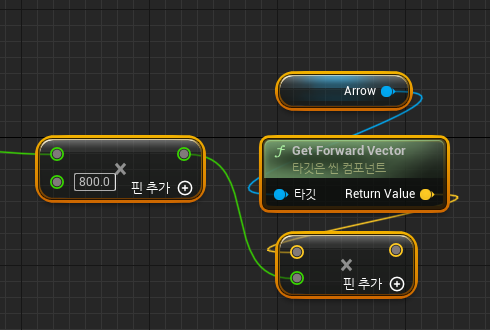 Arrow
f Get Forward Vector
타깃은 씬 컴포넌트
타깃 Return Value
×
800.0
핀 추가 +
×
핀 추가 +